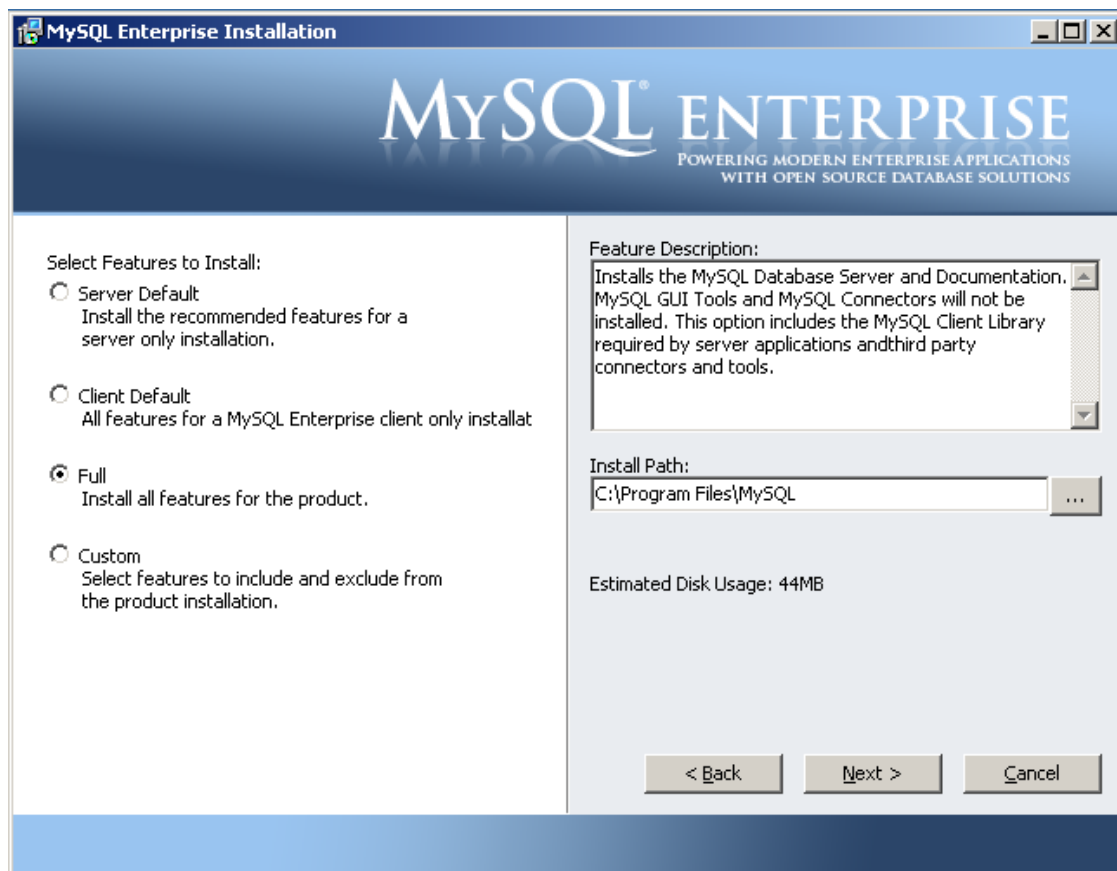 MySQL Enterprise Installation
MYSQL® ENTERPRISE
POWERING MODERN ENTERPRISE APPLICATIONS
WITH OPEN SOURCE DATABASE SOLUTIONS
Select Features to Install:
Server Default
Install the recommended features for a
server only installation.
Client Default
All features for a MySQL Enterprise client only installat
Full
Install all features for the product.
Custom
Select features to include and exclude from
the product installation.
Feature Description:
Installs the MySQL Database Server and Documentation.
MySQL GUI Tools and MySQL Connectors will not be
installed. This option includes the MySQL Client Library
required by server applications andthird party
connectors and tools.
Install Path:
C:\Program Files\MySQL
...
Estimated Disk Usage: 44MB
< Back
Next >
Cancel